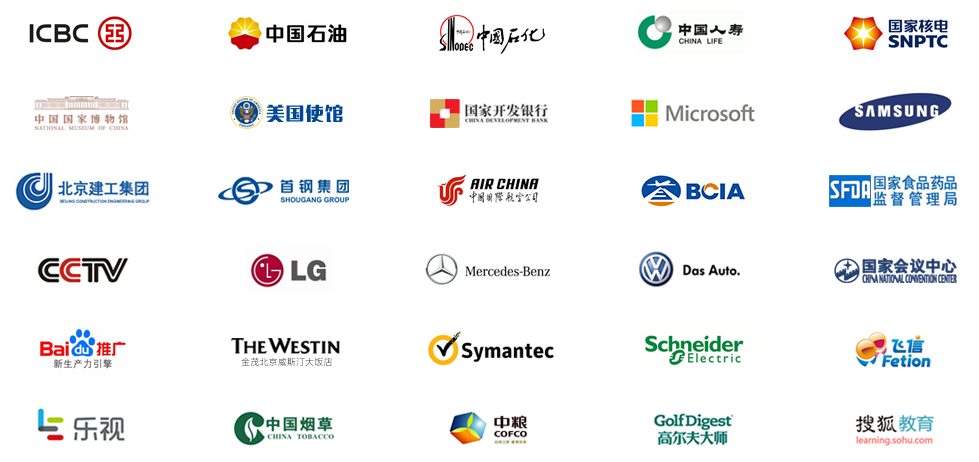 ICBC
中国石油
SINOPEC 中国石化
中国人寿
CHINA LIFE
国家核电
SNPTC
中国国家博物馆
NATIONAL MUSEUM OF CHINA
美国使馆
国家开发银行
CHINA DEVELOPMENT BANK
Microsoft
SAMSUNG
北京建工集团
BEIJING CONSTRUCTION ENGINEERING GROUP
首钢集团
SHOUGANG GROUP
AIR CHINA
中国国际航空公司
BCIA
SFDA
国家食品药品
监督管理局
CCTV
LG
Mercedes-Benz
Das Auto.
国家会议中心
CHINA NATIONAL CONVENTION CENTER
Bai du 推广
新生产力引擎
THE WESTIN
金茂北京威斯汀大饭店
Symantec
Schneider
Electric
飞信
Fetion
乐视
中国烟草
CHINA TOBACCO
中粮
COFCO
Golf Digest
高尔夫大师
搜狐教育
learning.sohu.com